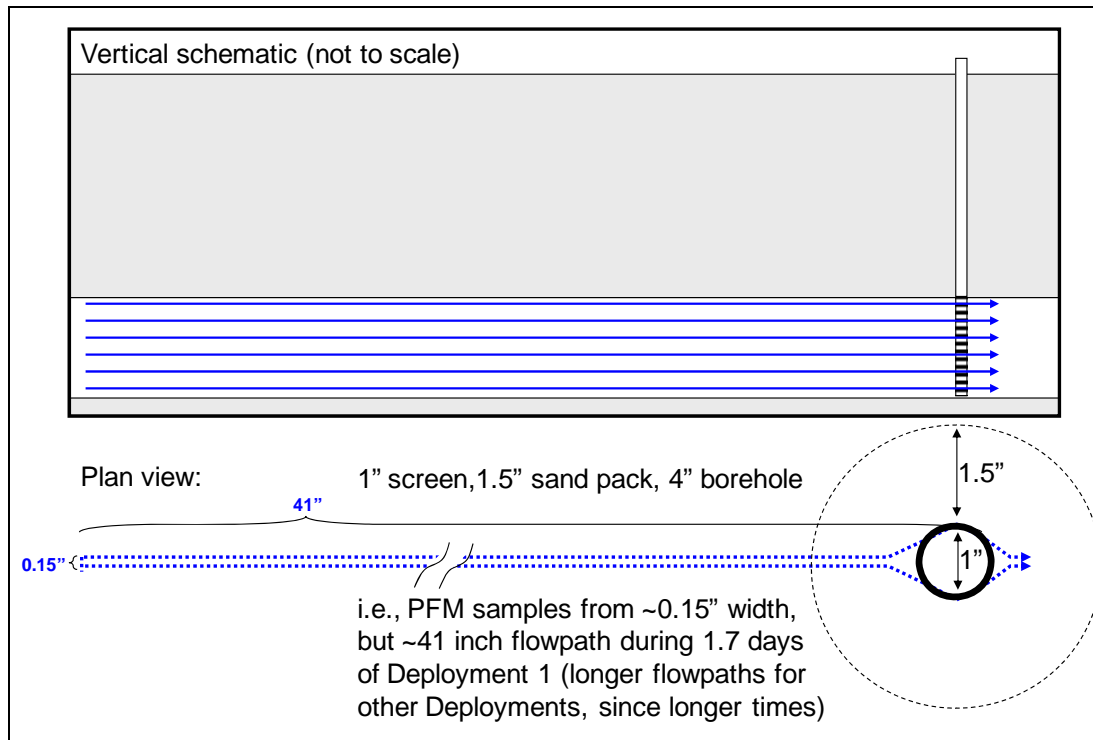 Vertical schematic (not to scale)
Plan view:
1” screen,1.5” sand pack, 4” borehole
1.5”
41”
0.15”
1”
i.e., PFM samples from ~0.15” width,
but ~41 inch flowpath during 1.7 days
of Deployment 1 (longer flowpaths for
other Deployments, since longer times)